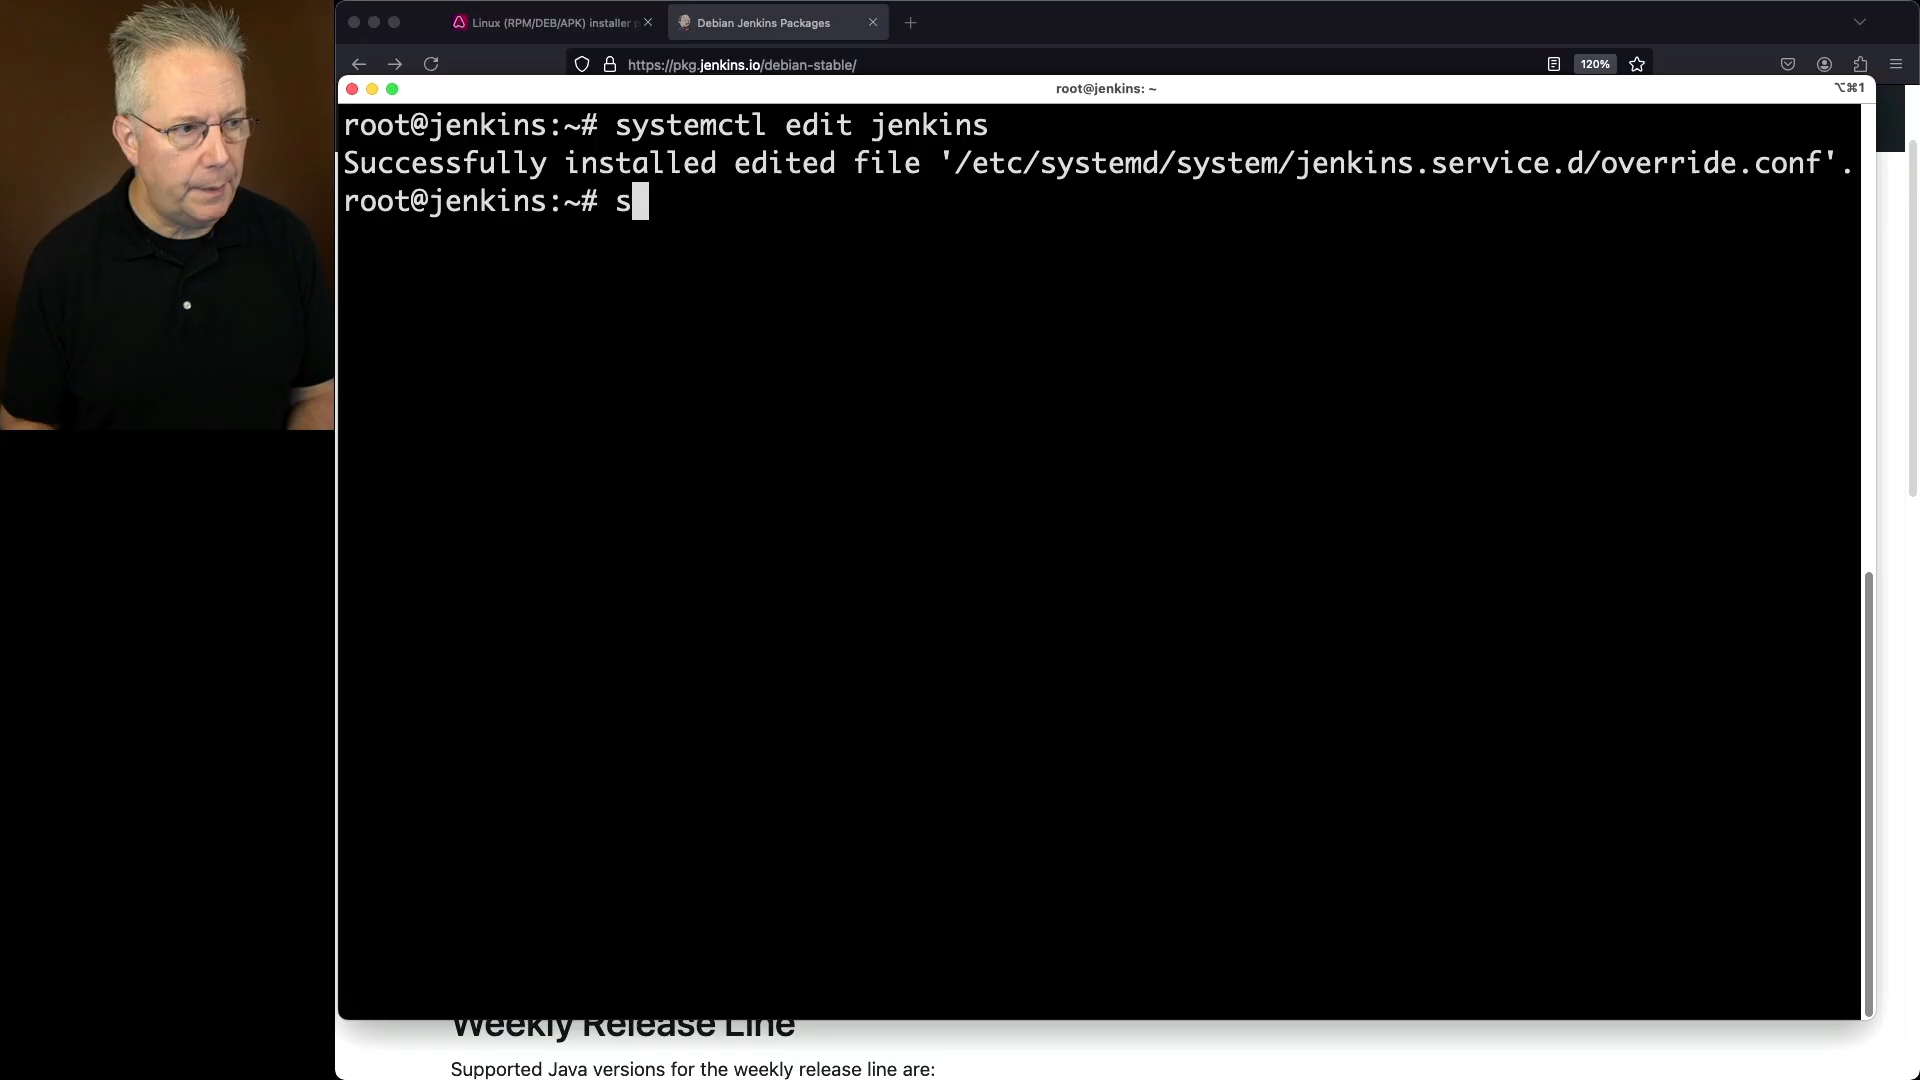 Linux (RPM/DEB/APK) installer
Debian Jenkins Packages
https://pkg.jenkins.io/debian-stable/
120%
root@jenkins: ~
⌥⌘1
root@jenkins:~# systemctl edit jenkins
Successfully installed edited file '/etc/systemd/system/jenkins.service.d/override.conf'.
root@jenkins:~# s
Weekly Release Line
Supported Java versions for the weekly release line are: